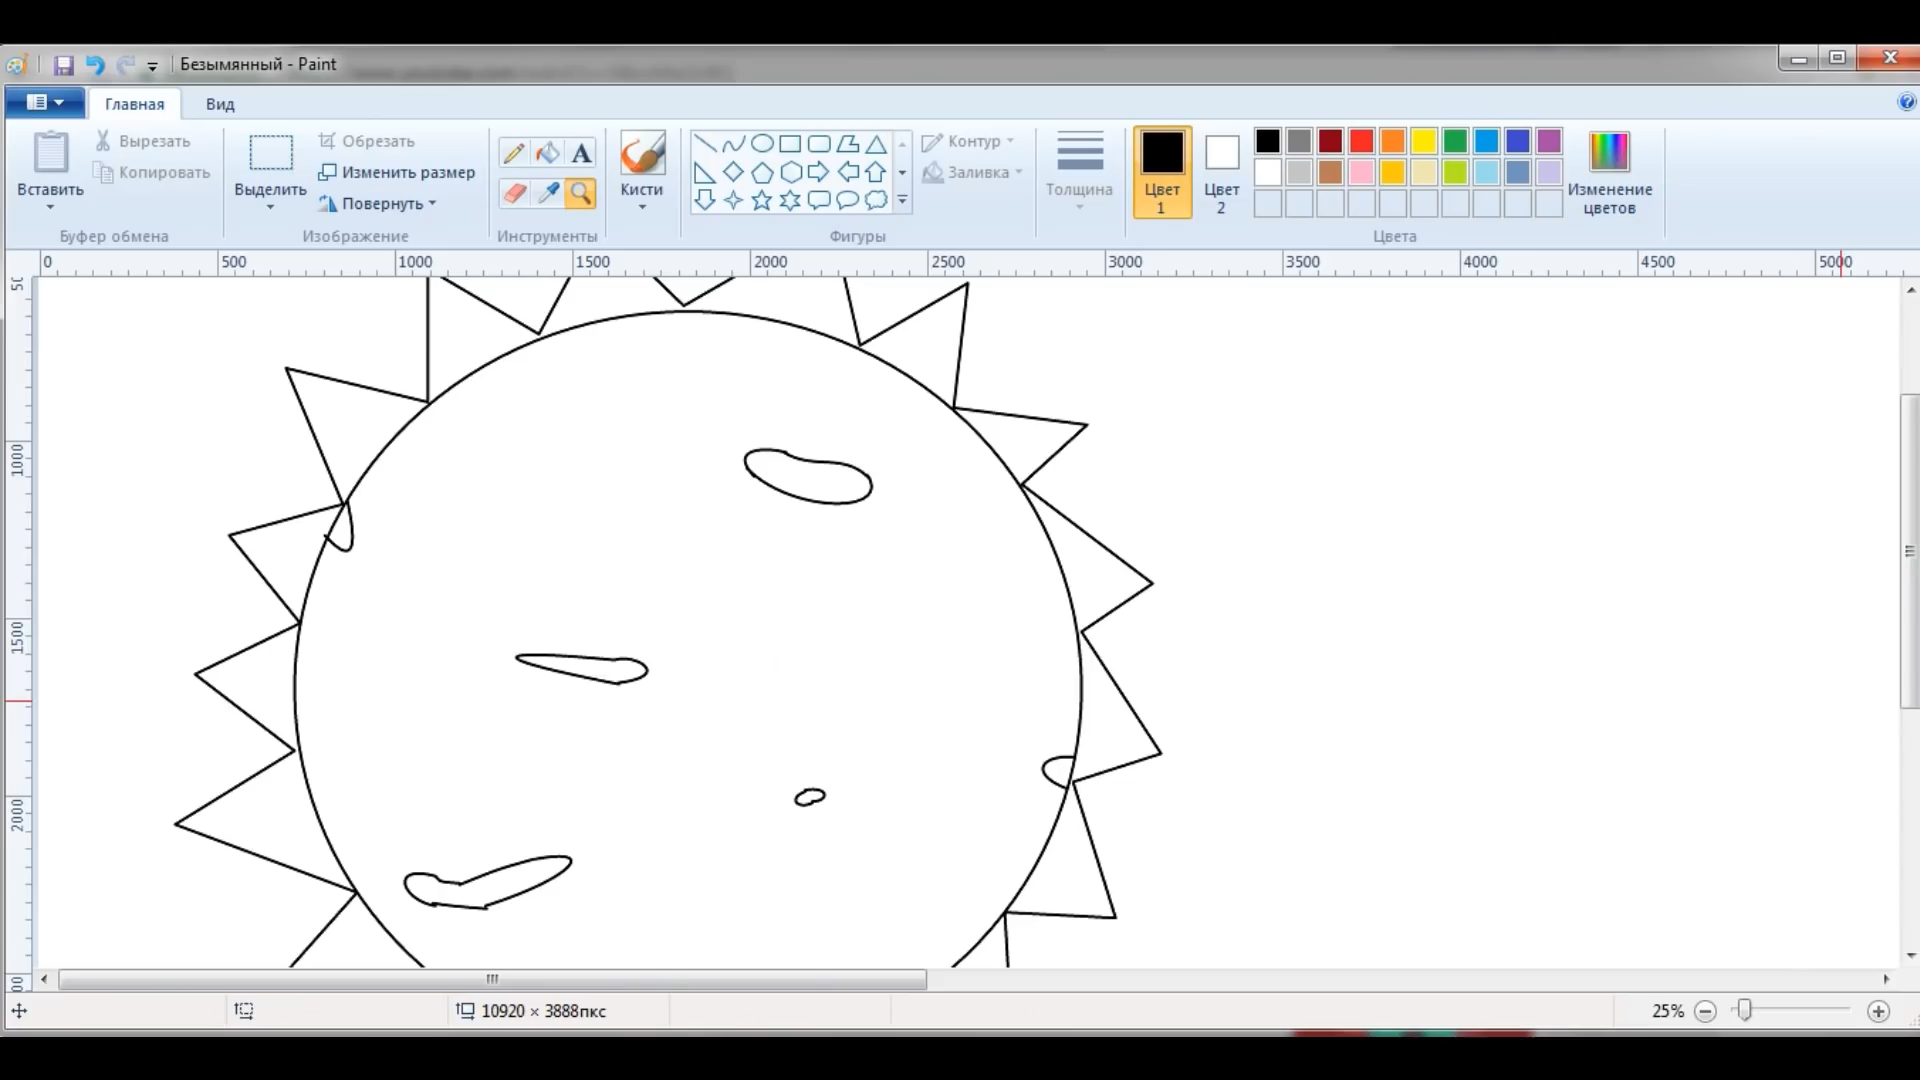 Безымянный - Paint
Главная
Вид
Вставить
Вырезать
Копировать
Буфер обмена
Выделить
Обрезать
Изменить размер
Повернуть
Изображение
A
Инструменты
Кисти
Фигуры
Контур
Заливка
Толщина
Цвет
1
Цвет
2
Изменение
цветов
Цвета
0 500 1000 1500 2000 2500 3000 3500 4000 4500 5000
1000
1500
2000
10920 × 3888пкс
25%